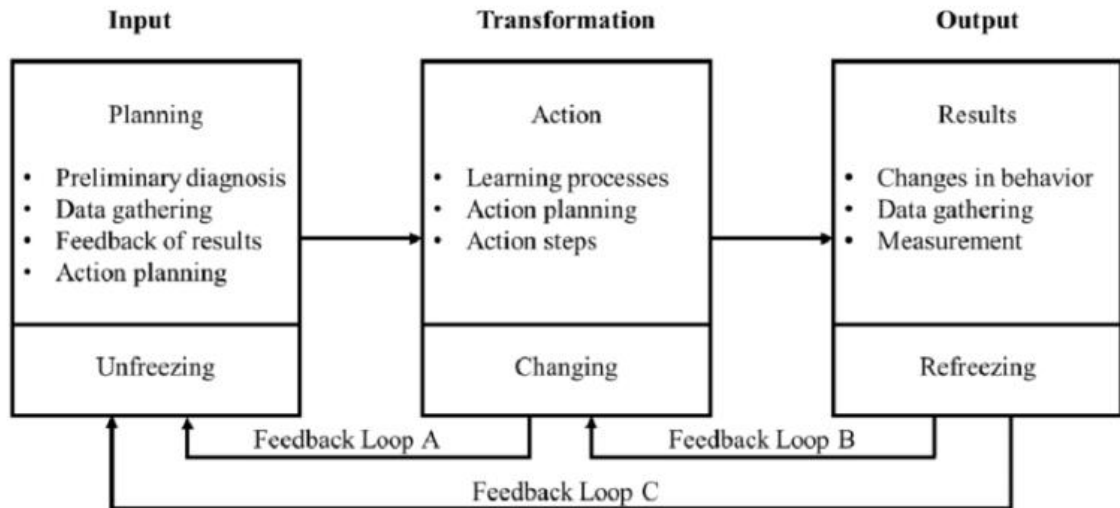 Input
Transformation
Output
Planning
• Preliminary diagnosis
• Data gathering
• Feedback of results
• Action planning
Unfreezing
Action
• Learning processes
• Action planning
• Action steps
Changing
Results
• Changes in behavior
• Data gathering
• Measurement
Refreezing
Feedback Loop A
Feedback Loop B
Feedback Loop C